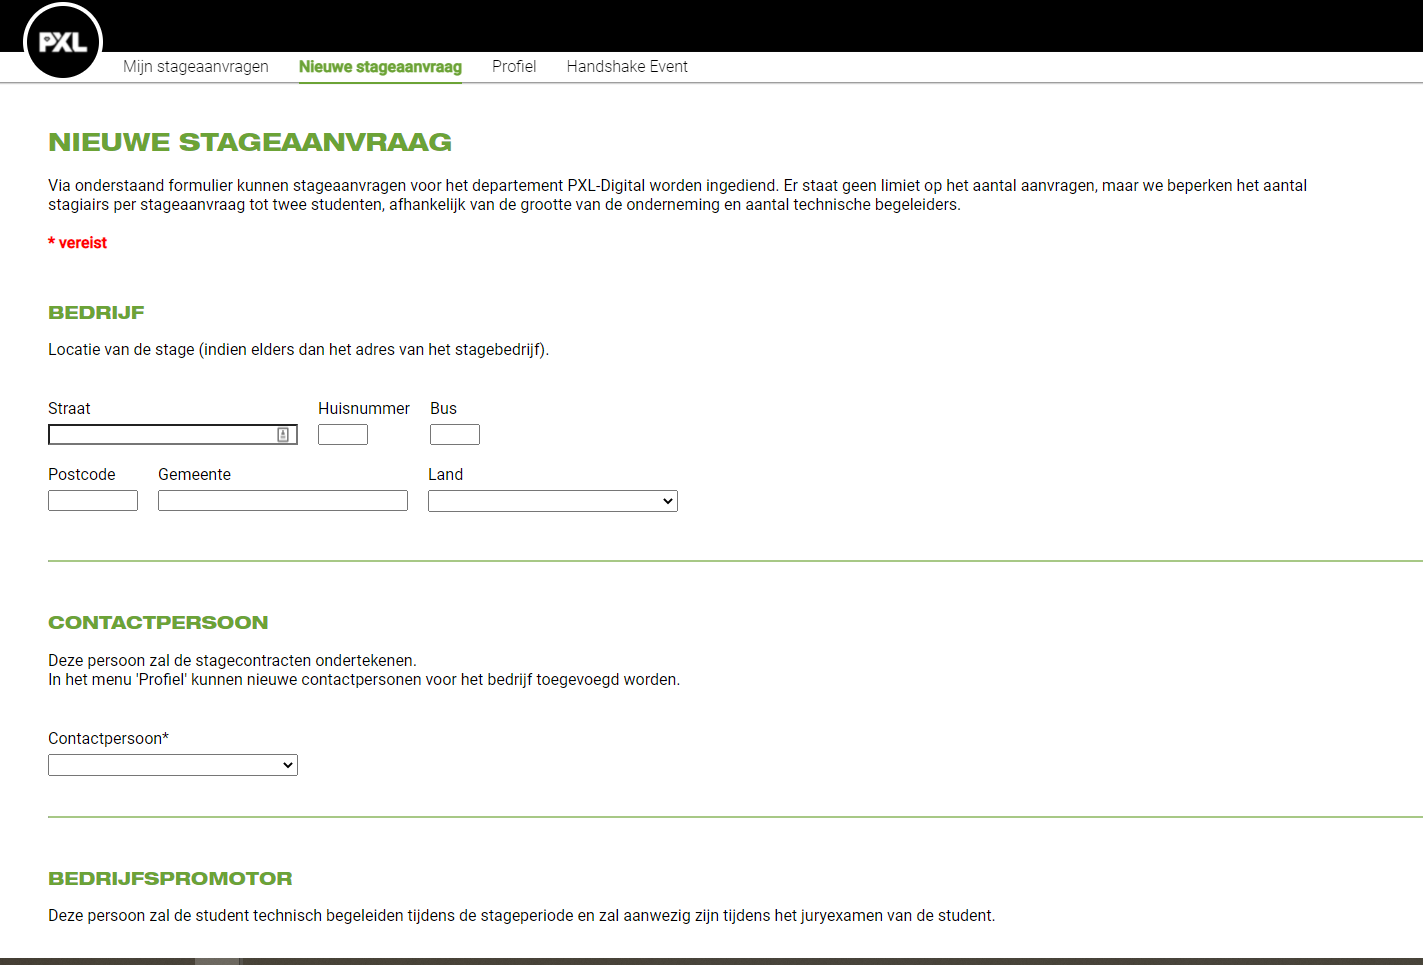 PXL
Mijn stageaanvragen Nieuwe stageaanvraag Profiel Handshake Event
NIEUWE STAGEAANVRAAG
Via onderstaand formulier kunnen stageaanvragen voor het departement PXL-Digital worden ingediend. Er staat geen limiet op het aantal aanvragen, maar we beperken het aantal
stagiairs per stageaanvraag tot twee studenten, afhankelijk van de grootte van de onderneming en aantal technische begeleiders.
* vereist
BEDRIJF
Locatie van de stage (indien elders dan het adres van het stagebedrijf).
Straat Huisnummer Bus
Postcode Gemeente Land
CONTACTPERSOON
Deze persoon zal de stagecontracten ondertekenen.
In het menu 'Profiel' kunnen nieuwe contactpersonen voor het bedrijf toegevoegd worden.
Contactpersoon*
BEDRIJFSPROMOTOR
Deze persoon zal de student technisch begeleiden tijdens de stageperiode en zal aanwezig zijn tijdens het juryexamen van de student.